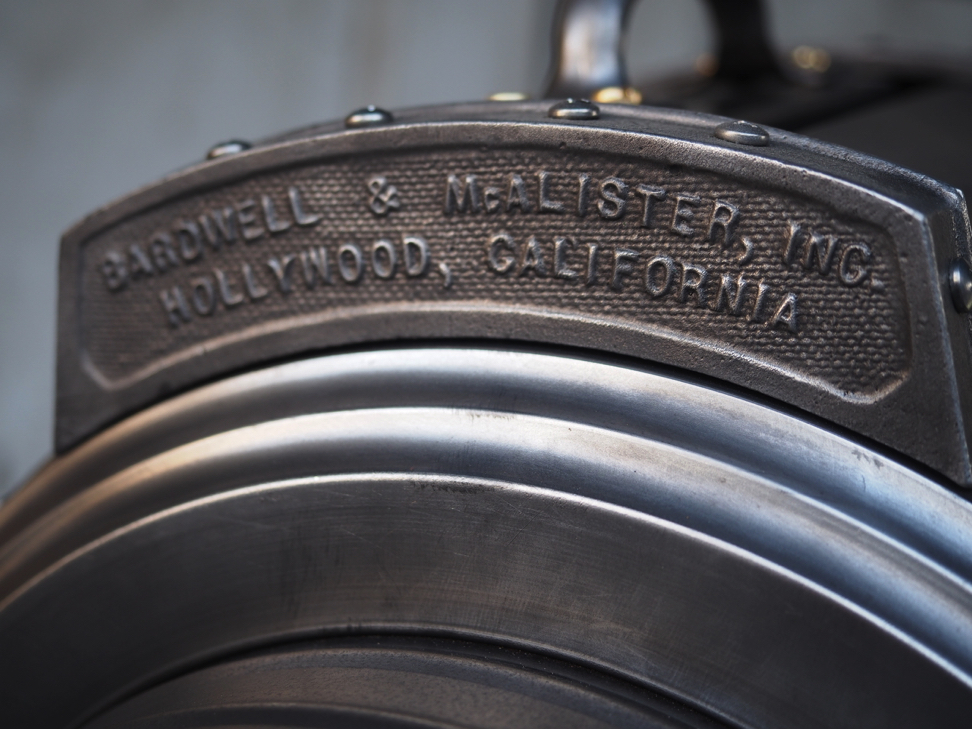 BARDWELL & McALISTER, INC.
HOLLYWOOD, CALIFORNIA